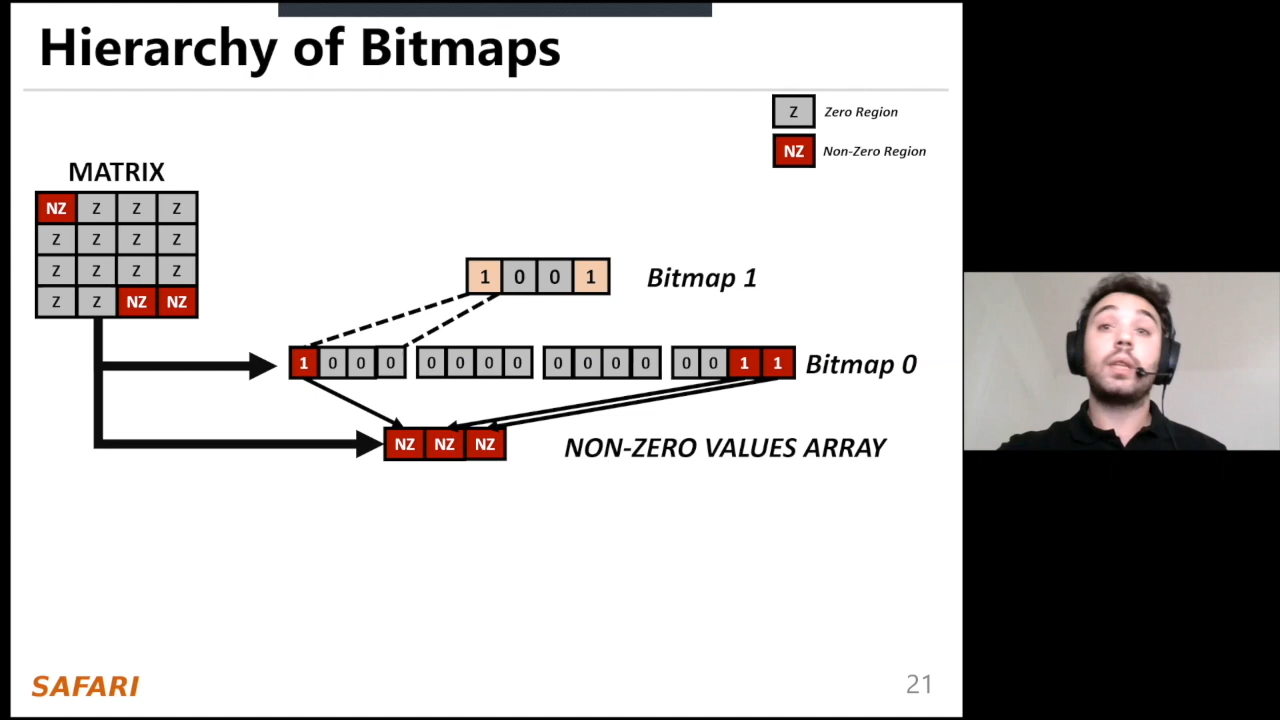 Hierarchy of Bitmaps
Z Zero Region
NZ Non-Zero Region
MATRIX
NZ Z Z Z
Z Z Z Z
Z Z Z Z
Z Z NZ NZ
1 0 0 1 Bitmap 1
1 0 0 0 0 0 0 0 0 0 0 0 0 0 1 1 Bitmap 0
NZ NZ NZ NON-ZERO VALUES ARRAY
SAFARI
21